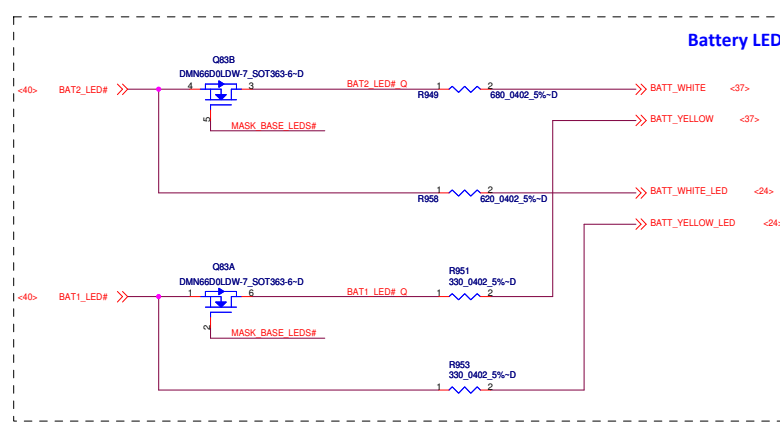 Battery LED
Q83B
DMN66D0LDW-7_SOT363-6~D
<40> BAT2_LED# 4 3 BAT2_LED#_Q 1 2 BATT_WHITE <37>
R949 680_0402_5%~D
5 MASK_BASE_LEDS# BATT_YELLOW <37>
1 2 BATT_WHITE_LED <24>
R958 620_0402_5%~D
BATT_YELLOW_LED <24>
Q83A R951
DMN66D0LDW-7_SOT363-6~D 330_0402_5%~D
<40> BAT1_LED# 1 6 BAT1_LED#_Q 1 2
2 MASK_BASE_LEDS#
R953
330_0402_5%~D
1 2